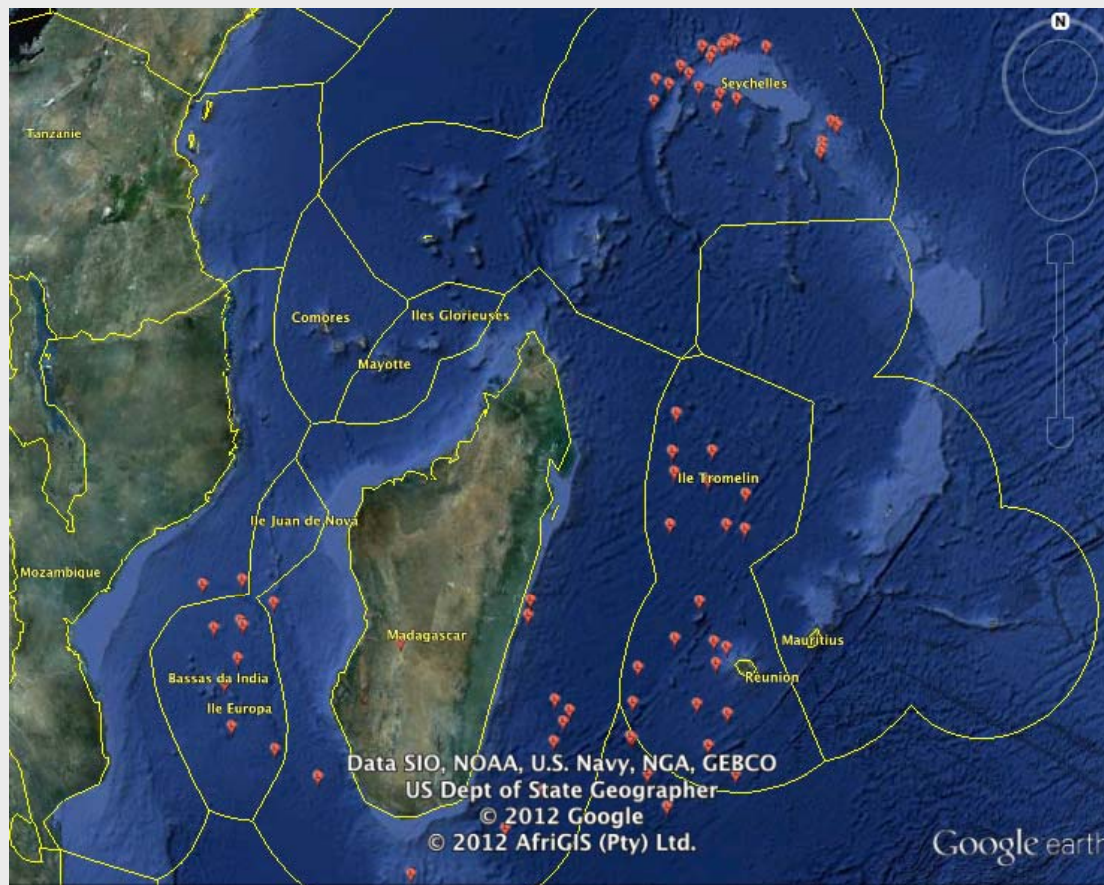 N
Seychelles
Tanzanie
Comores
Iles Glorieuses
Mayotte
Ile Tromelin
Ile Juan de Nova
Mozambique
Madagascar
Mauritius
Bassas da India
Réunion
Ile Europa
Data SIO, NOAA, U.S. Navy, NGA, GEBCO
US Dept of State Geographer
© 2012 Google
© 2012 AfriGIS (Pty) Ltd.
Google earth